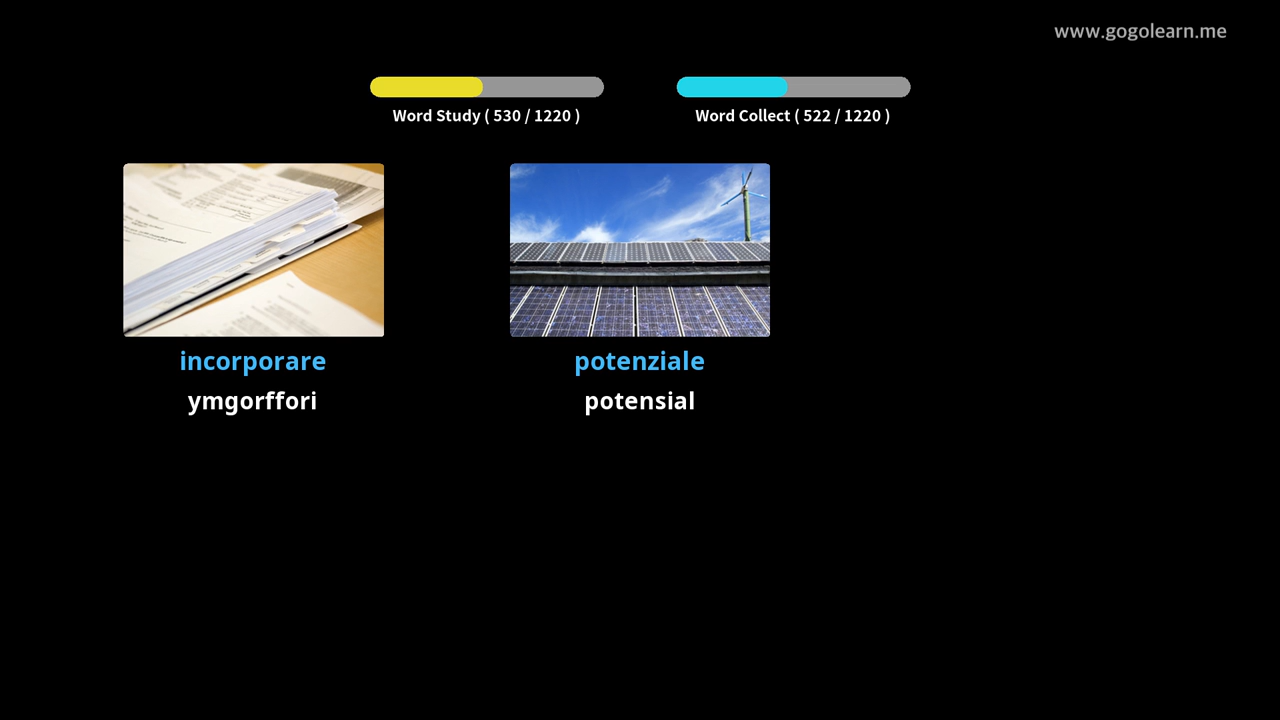 www.gogolearn.me
Word Study ( 530 / 1220 )
Word Collect ( 522 / 1220 )
incorporare
ymgorffori
potenziale
potensial